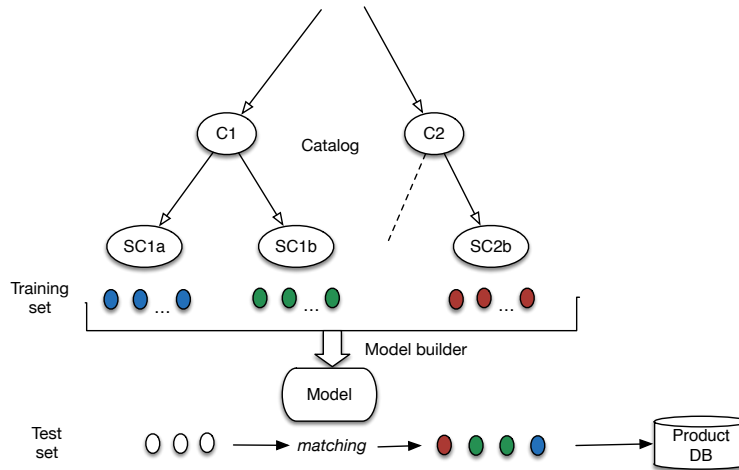 C1
C2
Catalog
SC1a
SC1b
SC2b
Training
set
...
...
...
Model builder
Model
Test
set
matching
Product
DB